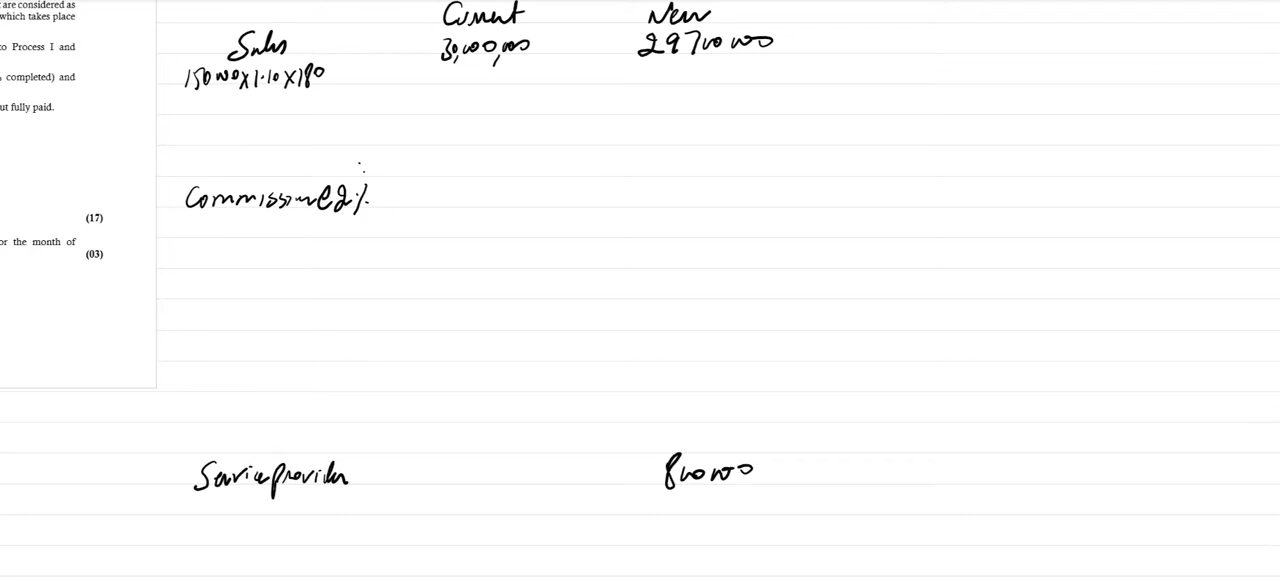 are considered as
which takes place
to Process I and
completed) and
ut fully paid.
(17)
or the month of
(03)
Current New
Sales 30,000,000 29700000
150000x1.10x180
Commission @2%
Service provider 800000